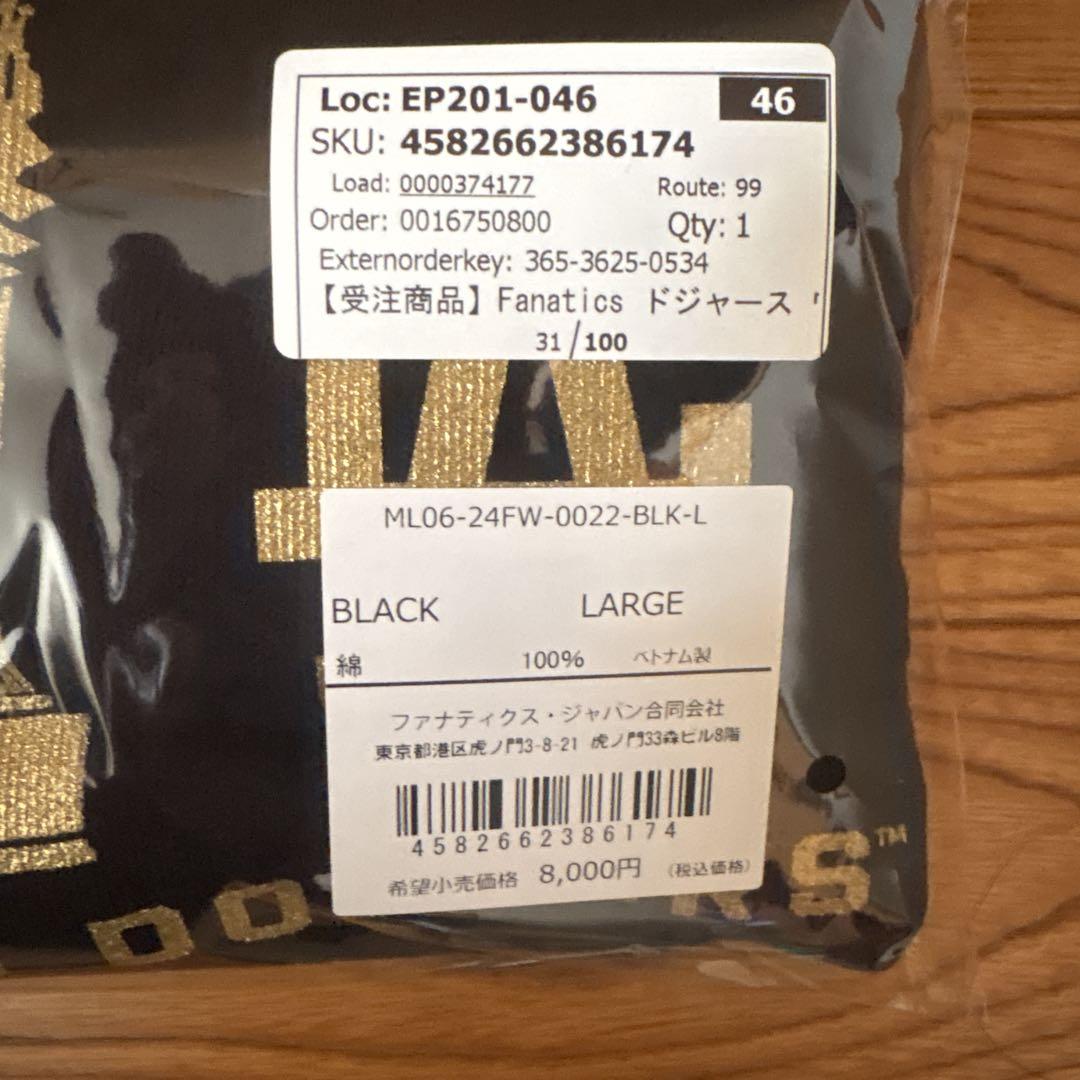 Loc: EP201-046 46
SKU: 4582662386174
Load: 0000374177 Route: 99
Order: 0016750800 Qty: 1
Externorderkey: 365-3625-0534
【受注商品】Fanatics ドジャース
31/100
LA
ML06-24FW-0022-BLK-L
BLACK LARGE
綿 100% ベトナム製
ファナティクス・ジャパン合同会社
東京都港区虎ノ門3-8-21 虎ノ門33森ビル8階
4582662386174
希望小売価格 8,000円 (税込価格)
DO RS™